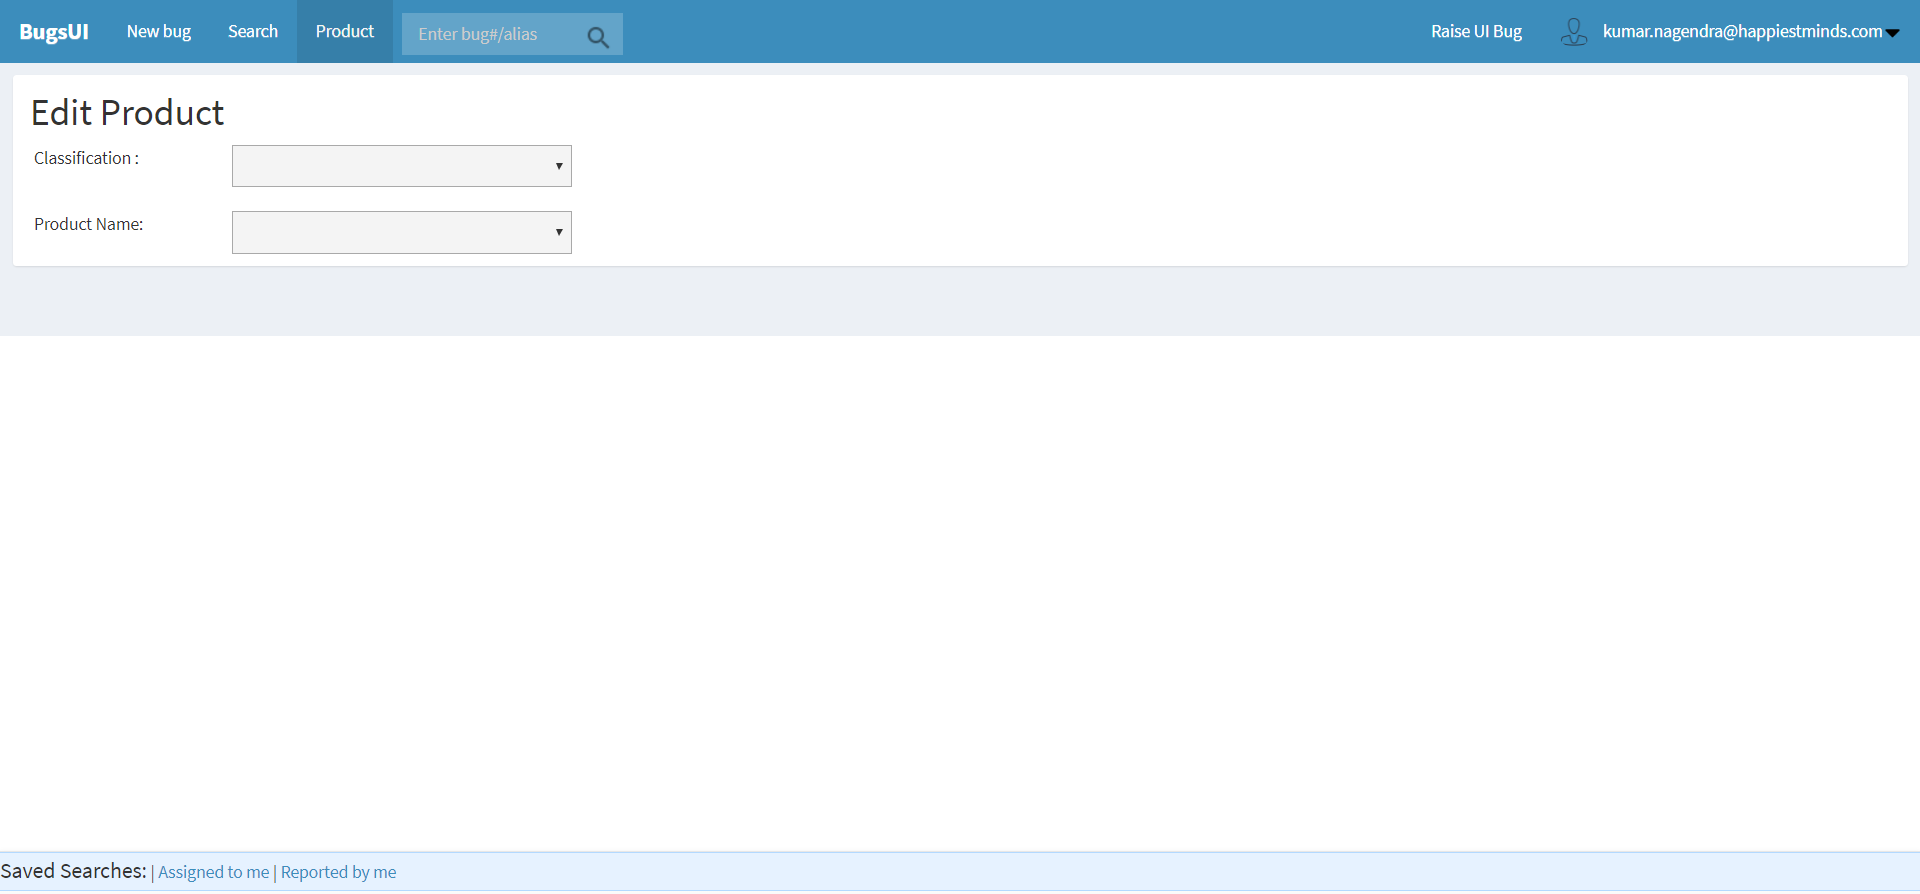 BugsUI New bug Search Product Enter bug#/alias Raise UI Bug kumar.nagendra@happiestminds.com
Edit Product
Classification :
Product Name:
Saved Searches: | Assigned to me | Reported by me